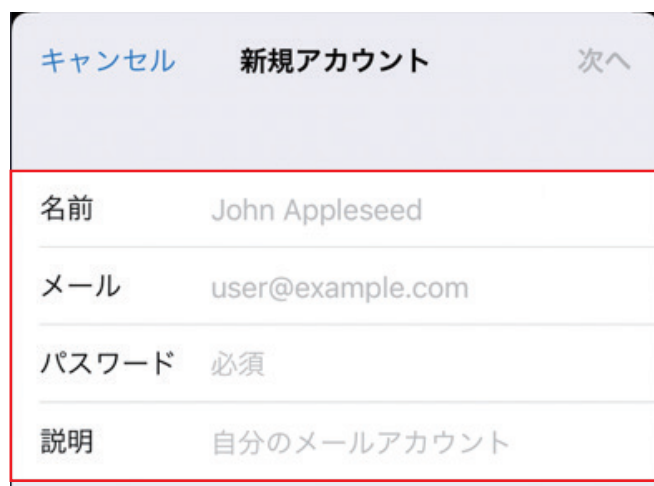 キャンセル 新規アカウント 次へ
名前 John Appleseed
メール user@example.com
パスワード 必須
説明 自分のメールアカウント